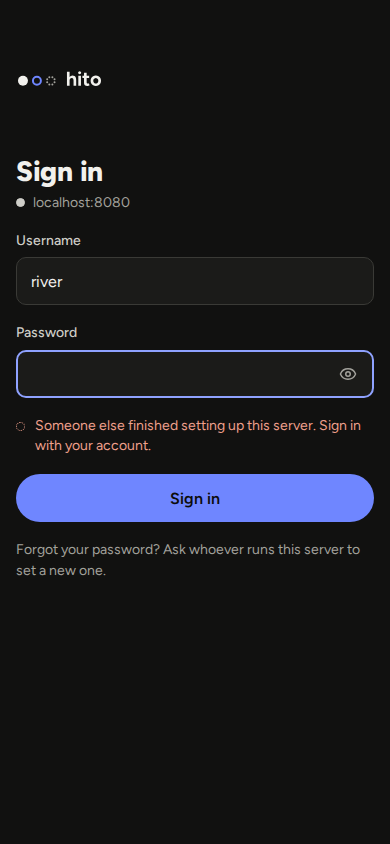 hito
Sign in
localhost:8080
Username
river
Password
Someone else finished setting up this server. Sign in
with your account.
Sign in
Forgot your password? Ask whoever runs this server to
set a new one.